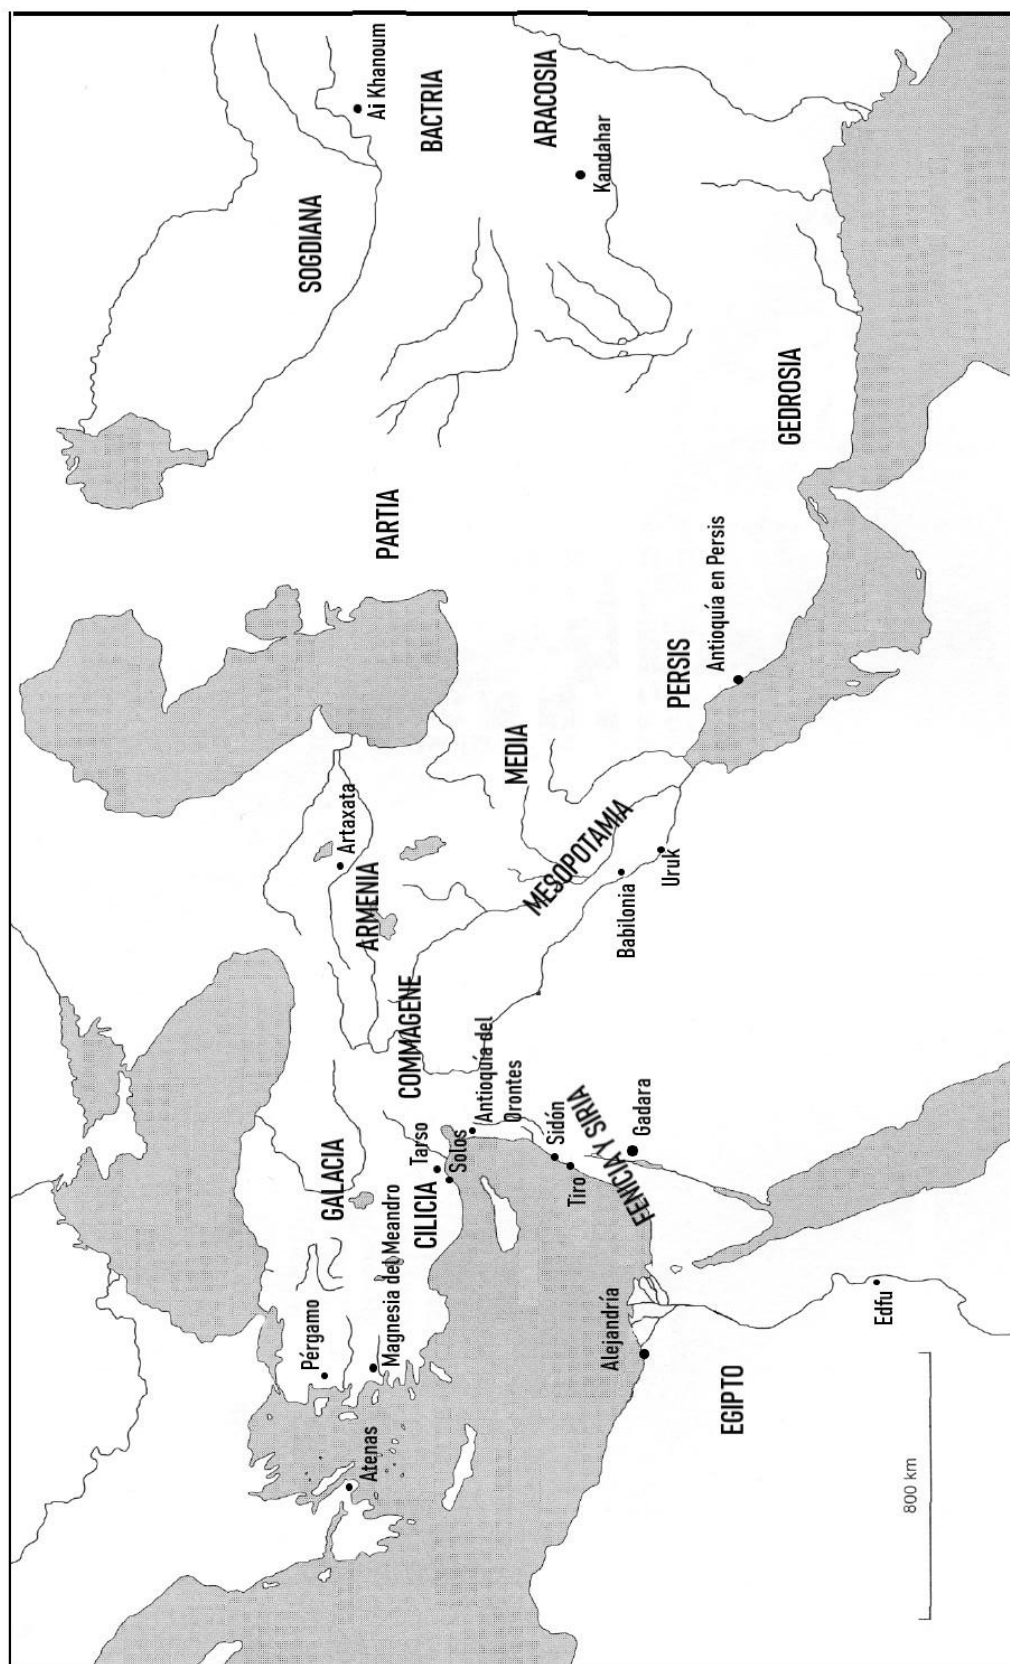 SOGDIANA
Ai Khanoum
BACTRIA
ARACOSIA
Kandahar
PARTIA
GEDROSIA
Antioquía en Persis
PERSIS
MEDIA
MESOPOTAMIA
Artaxata
ARMENIA
Babilonia
Uruk
COMMAGENE
Antioquía del
Orontes
GALACIA
Tarso
Solos
CILICIA
Sidón
Tiro
FENICIA Y SIRIA
Gadara
Pérgamo
Magnesia del Meandro
Atenas
Alejandría
EGIPTO
Edfu
800 km